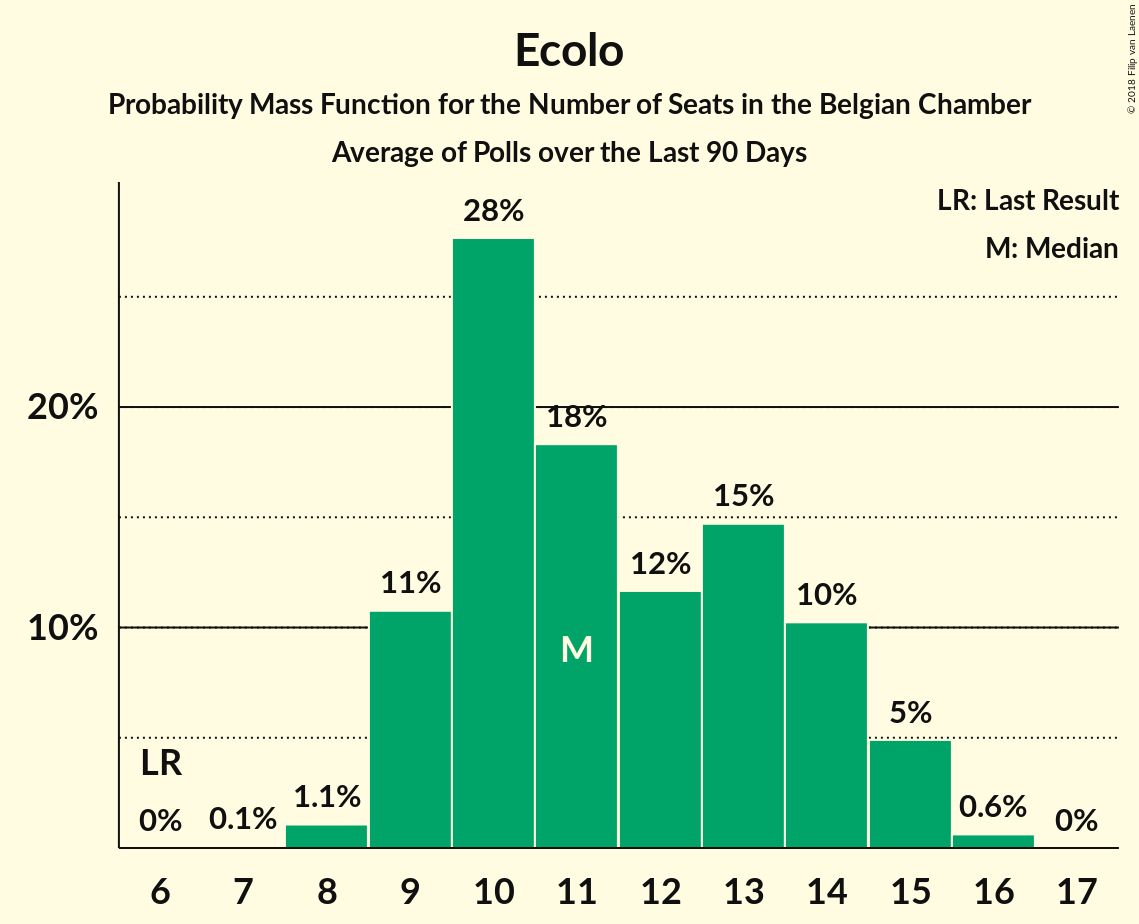 Ecolo
Probability Mass Function for the Number of Seats in the Belgian Chamber
Average of Polls over the Last 90 Days
© 2018 Filip van Laenen
LR: Last Result
M: Median
28%
20%
18%
15%
12%
11%
10%
10%
M
5%
LR
1.1%
0.6%
0.1%
0%
0%
6 7 8 9 10 11 12 13 14 15 16 17